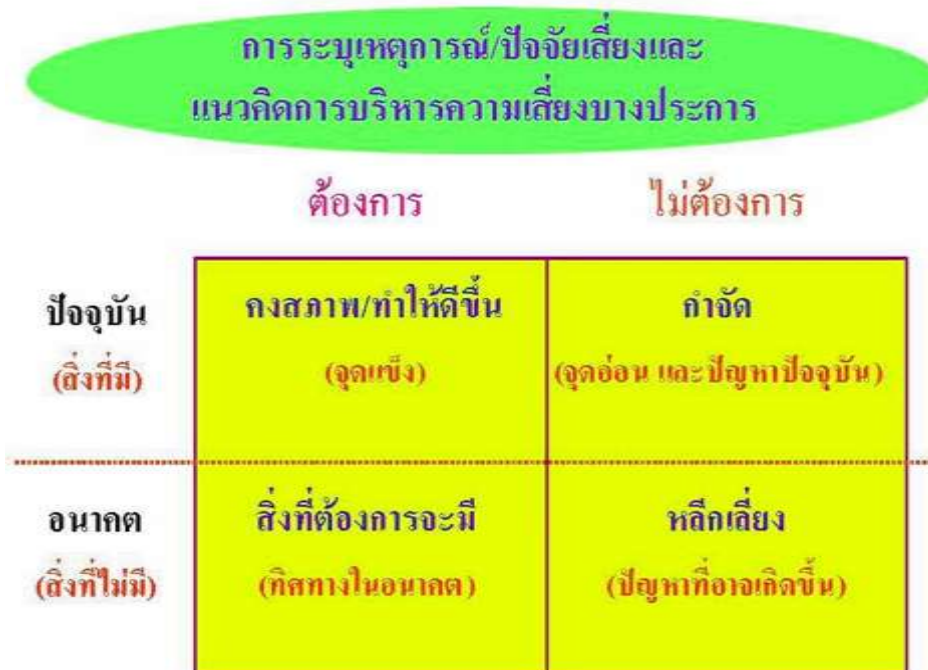 การระบุเหตุการณ์/ปัจจัยเสี่ยงและ
แนวคิดการบริหารความเสี่ยงบางประการ
ต้องการ ไม่ต้องการ
ปัจจุบัน คงสภาพ/ทำให้ดีขึ้น กำจัด
(สิ่งที่มี) (จุดแข็ง) (จุดอ่อน และปัญหาปัจจุบัน)
อนาคต สิ่งที่ต้องการจะมี หลีกเลี่ยง
(สิ่งที่ไม่มี) (ทิศทางในอนาคต) (ปัญหาที่อาจเกิดขึ้น)